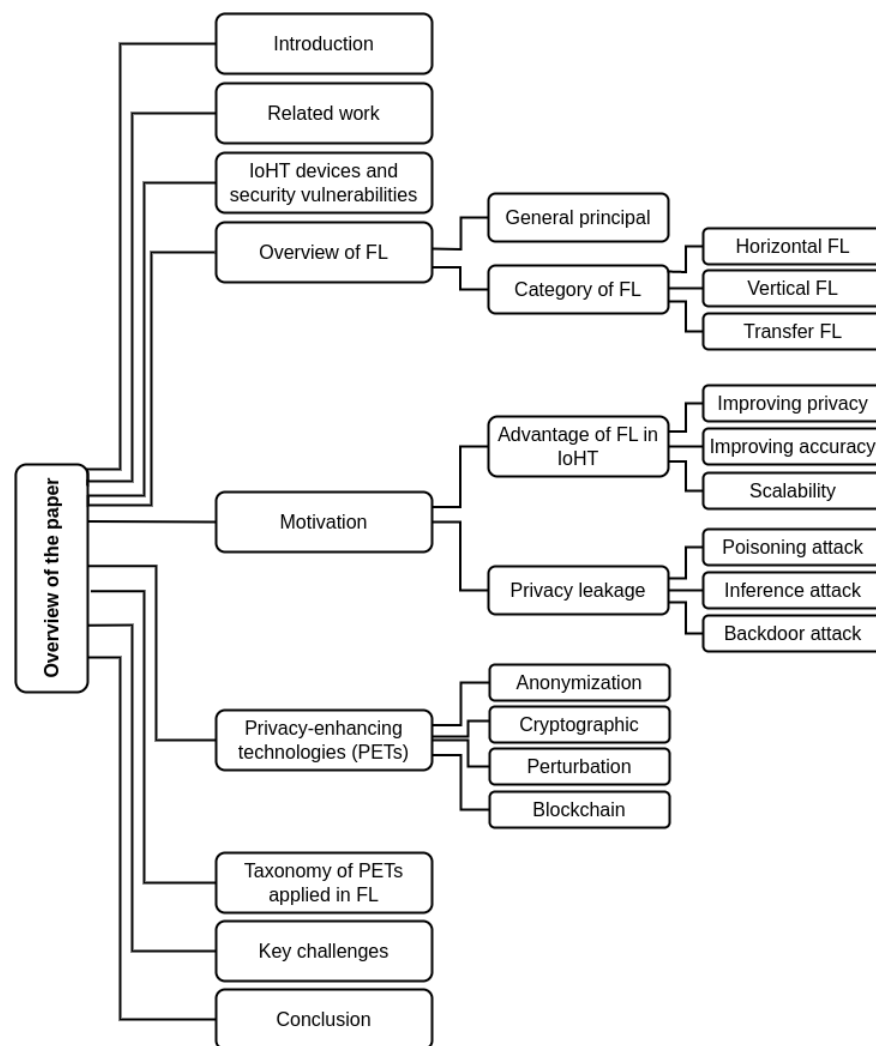 Overview of the paper
Introduction
Related work
IoHT devices and
security vulnerabilities
Overview of FL
General principal
Category of FL
Horizontal FL
Vertical FL
Transfer FL
Motivation
Advantage of FL in
IoHT
Improving privacy
Improving accuracy
Scalability
Privacy leakage
Poisoning attack
Inference attack
Backdoor attack
Privacy-enhancing
technologies (PETs)
Anonymization
Cryptographic
Perturbation
Blockchain
Taxonomy of PETs
applied in FL
Key challenges
Conclusion